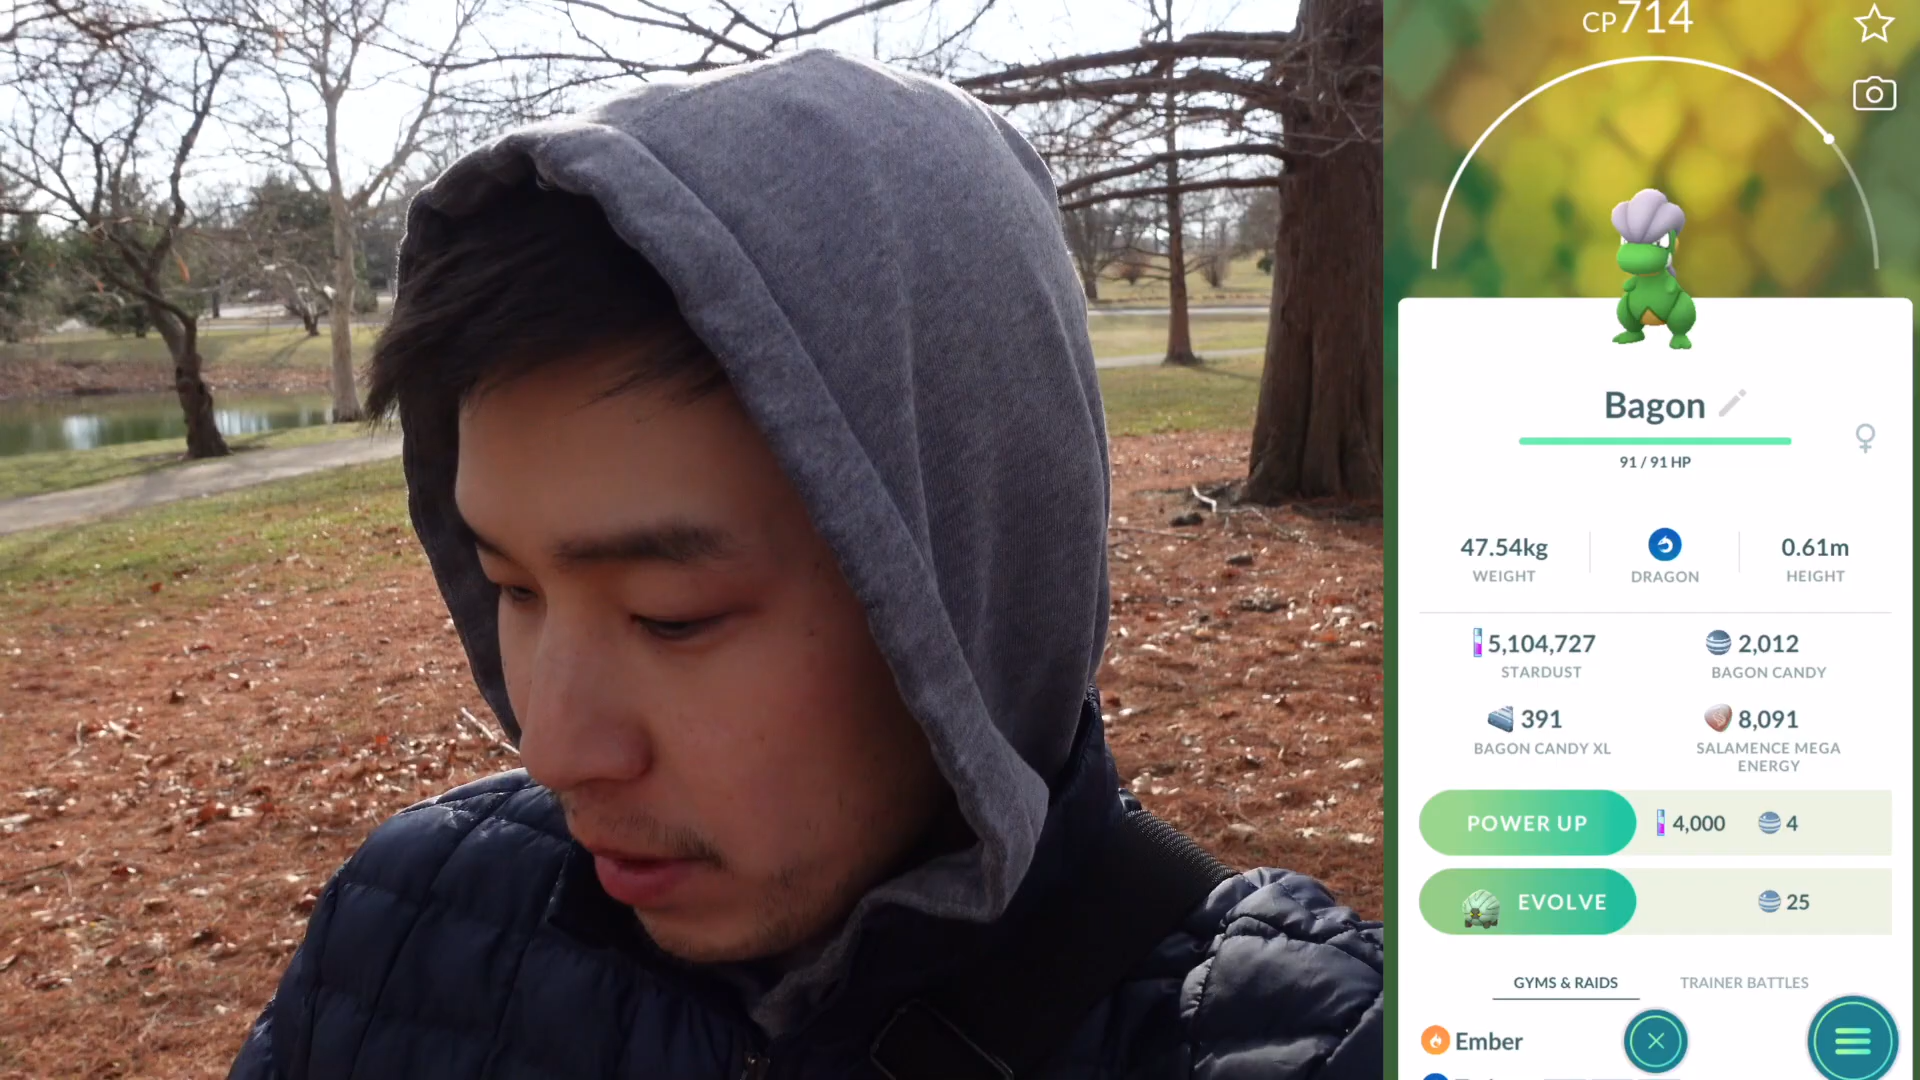 CP714
Bagon
91 / 91 HP
47.54kg
WEIGHT
DRAGON
0.61m
HEIGHT
5,104,727
STARDUST
2,012
BAGON CANDY
391
BAGON CANDY XL
8,091
SALAMENCE MEGA
ENERGY
POWER UP
4,000
4
EVOLVE
25
GYMS & RAIDS
TRAINER BATTLES
Ember